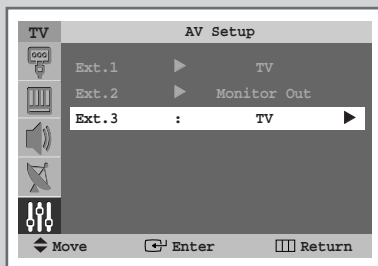 TV AV Setup
Ext.1 ▶ TV
Ext.2 ▶ Monitor Out
Ext.3 : TV ▶
Move Enter Return